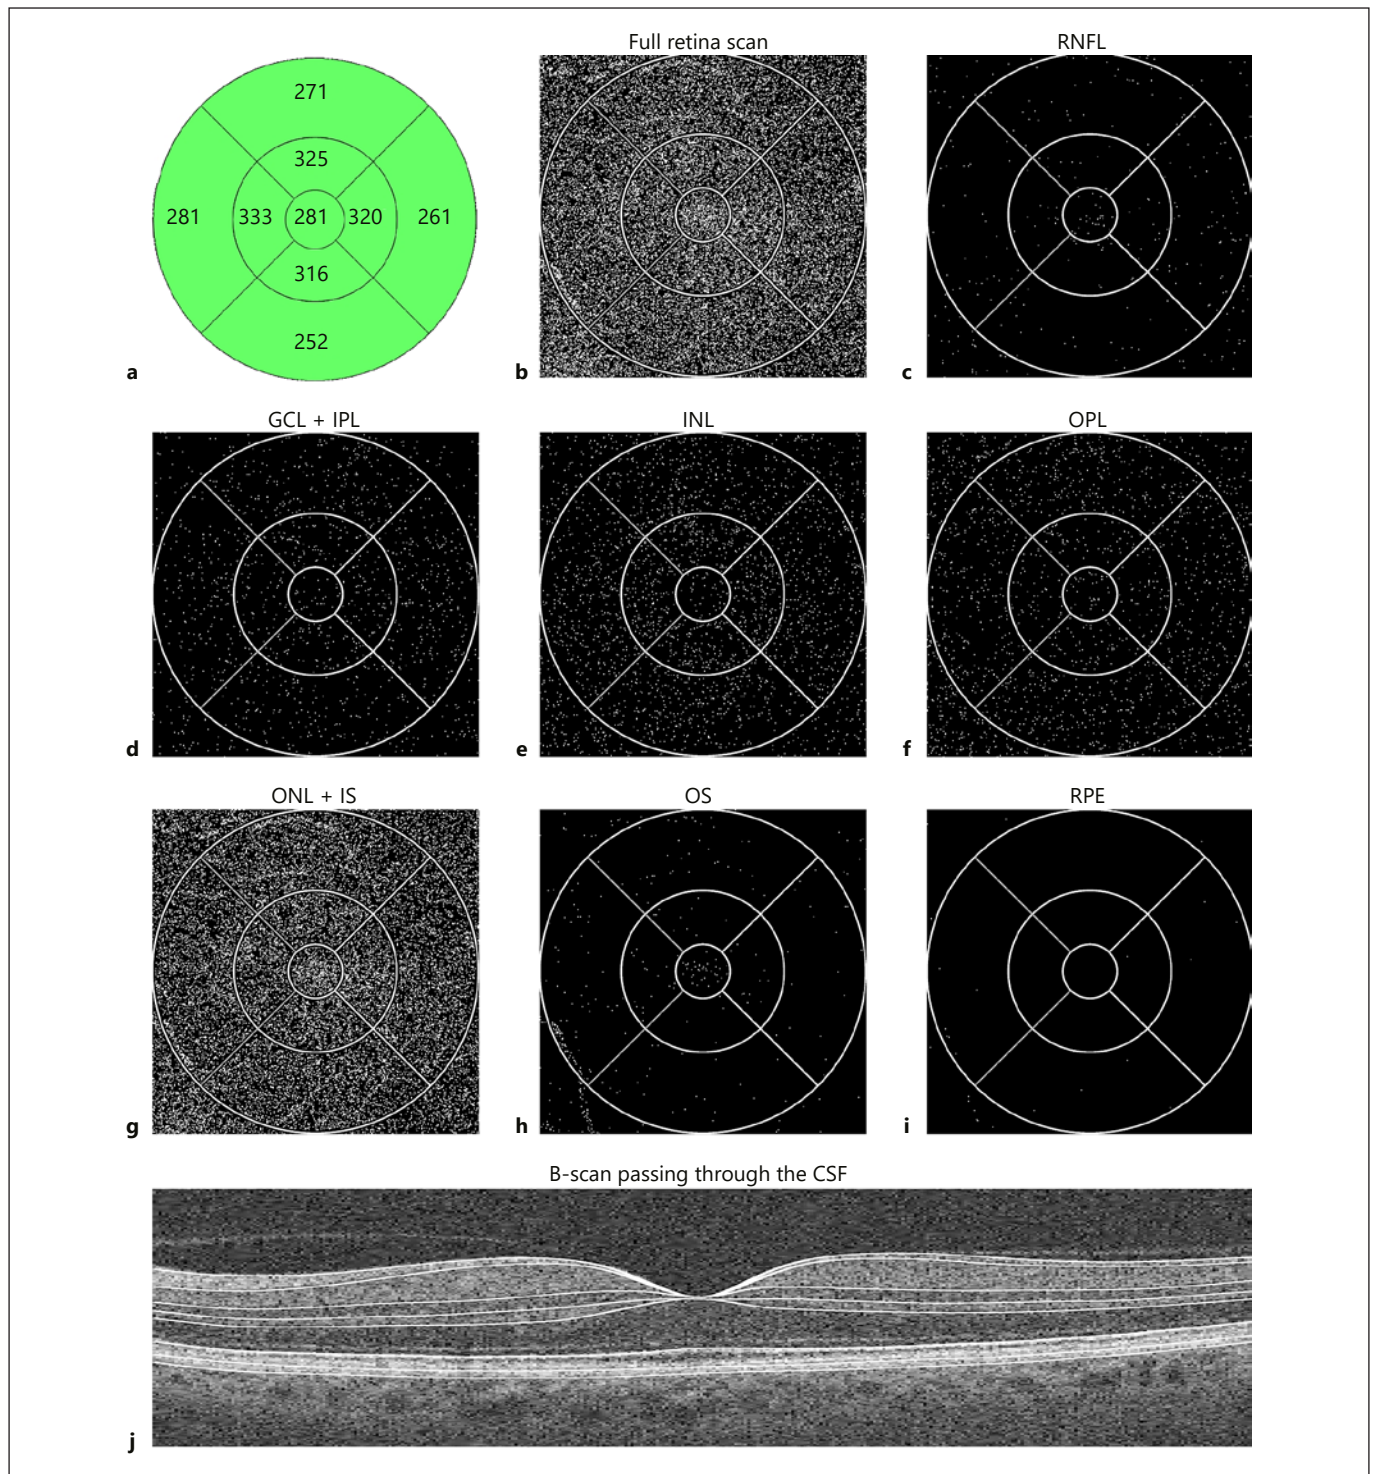 Full retina scan
RNFL
271
325
281 333 281 320 261
316
252
a
b
c
GCL + IPL
INL
OPL
d
e
f
ONL + IS
OS
RPE
g
h
i
B-scan passing through the CSF
j